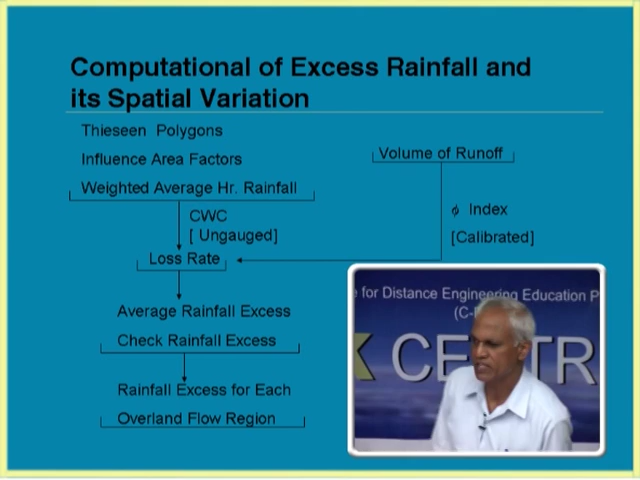 Computational of Excess Rainfall and
its Spatial Variation
Thieseen Polygons
Influence Area Factors
Weighted Average Hr. Rainfall
Volume of Runoff
CWC
[ Ungauged]
ϕ Index
[Calibrated]
Loss Rate
Average Rainfall Excess
Check Rainfall Excess
Rainfall Excess for Each
Overland Flow Region
e for Distance Engineering Education P
(C-
K CE TR